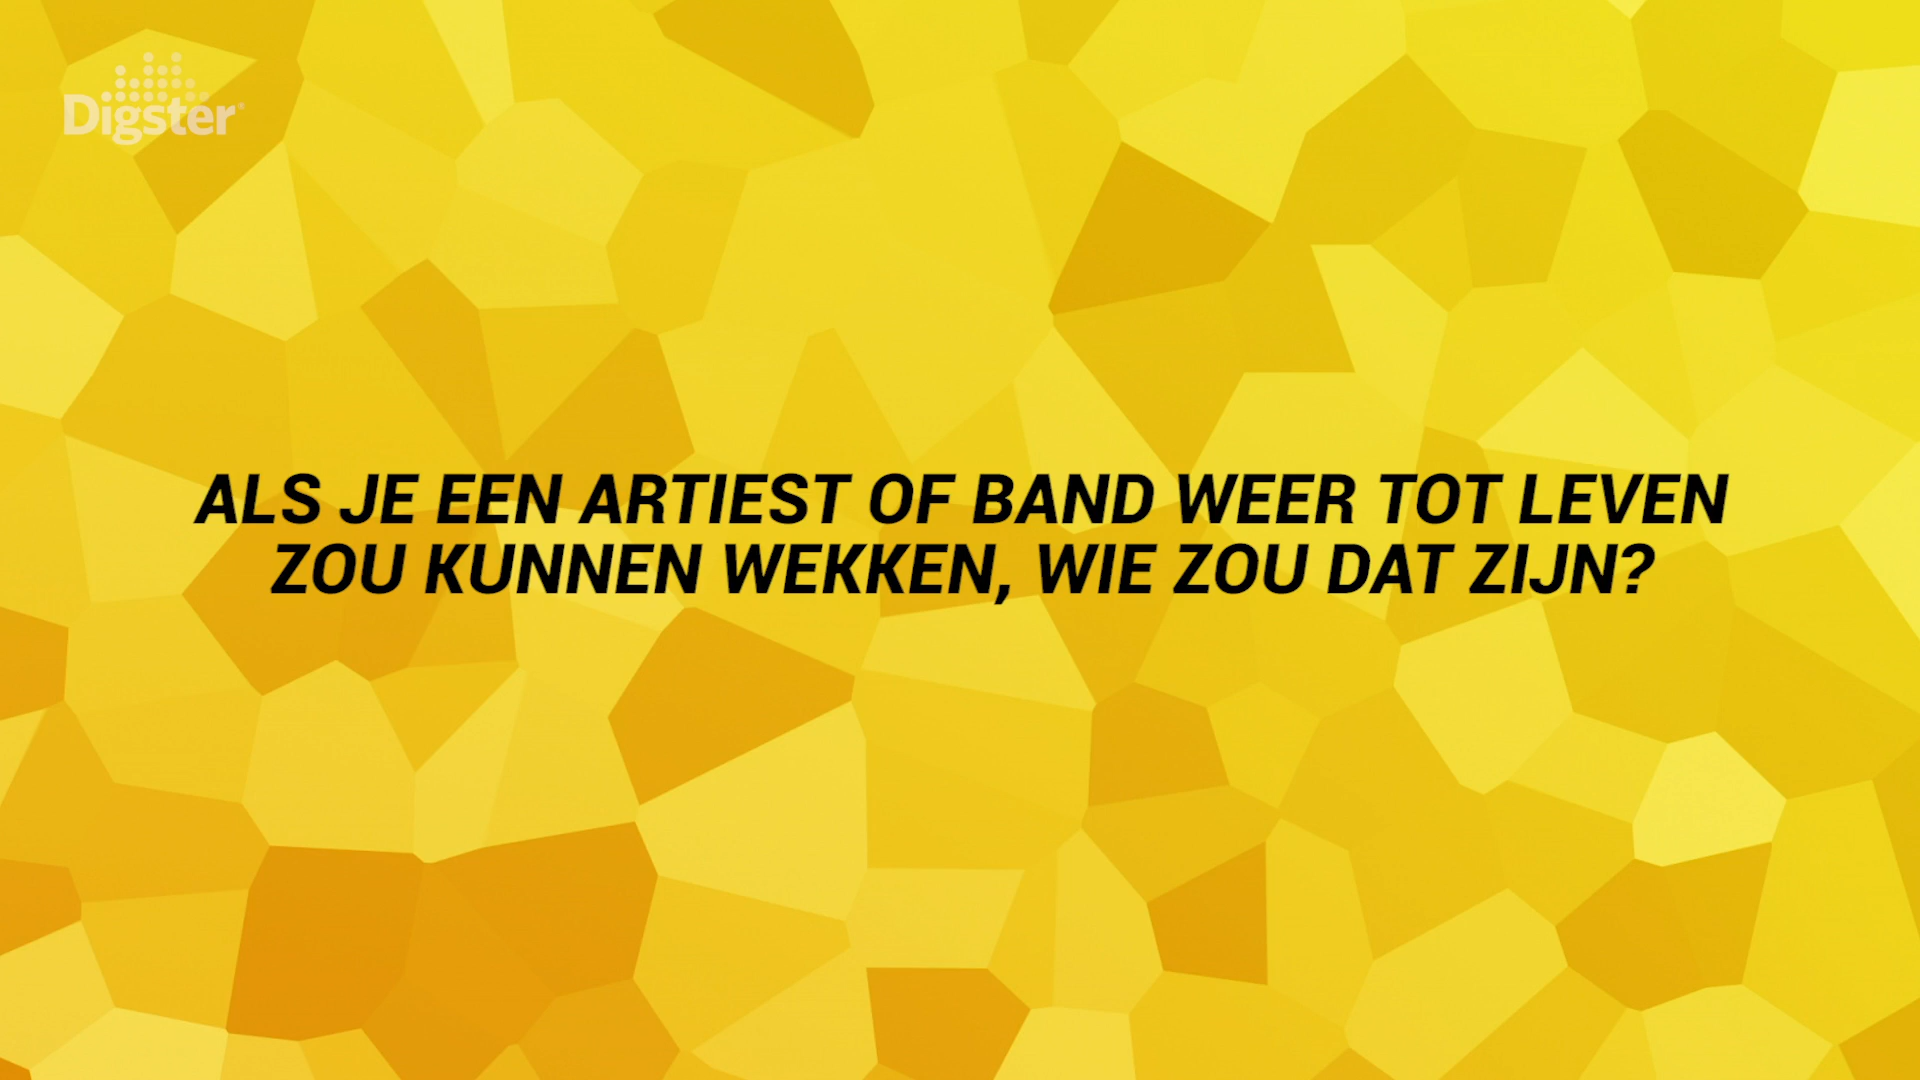 Digster
ALS JE EEN ARTIEST OF BAND WEER TOT LEVEN
ZOU KUNNEN WEKKEN, WIE ZOU DAT ZIJN?